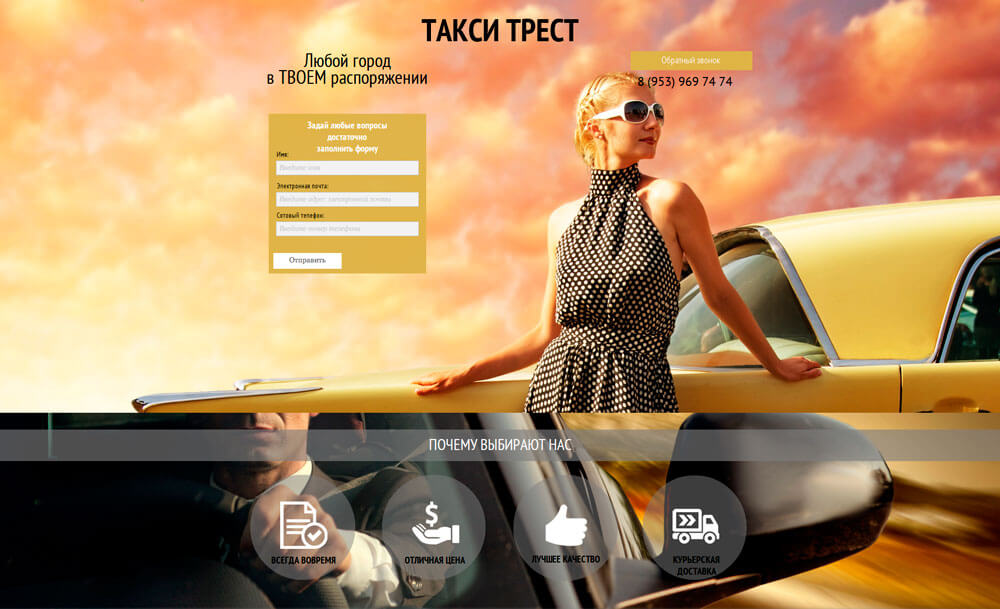 ТАКСИ ТРЕСТ
Любой город
в ТВОЕМ распоряжении
Обратный звонок
8 (953) 969 74 74
Задай любые вопросы
достаточно
заполнить форму
Имя:
Введите имя
Электронная почта:
Введите адрес электронной почты
Сотовый телефон:
Введите номер телефона
Отправить
ПОЧЕМУ ВЫБИРАЮТ НАС
ВСЕГДА ВОВРЕМЯ
ОТЛИЧНАЯ ЦЕНА
ЛУЧШЕЕ КАЧЕСТВО
КУРЬЕРСКАЯ
ДОСТАВКА